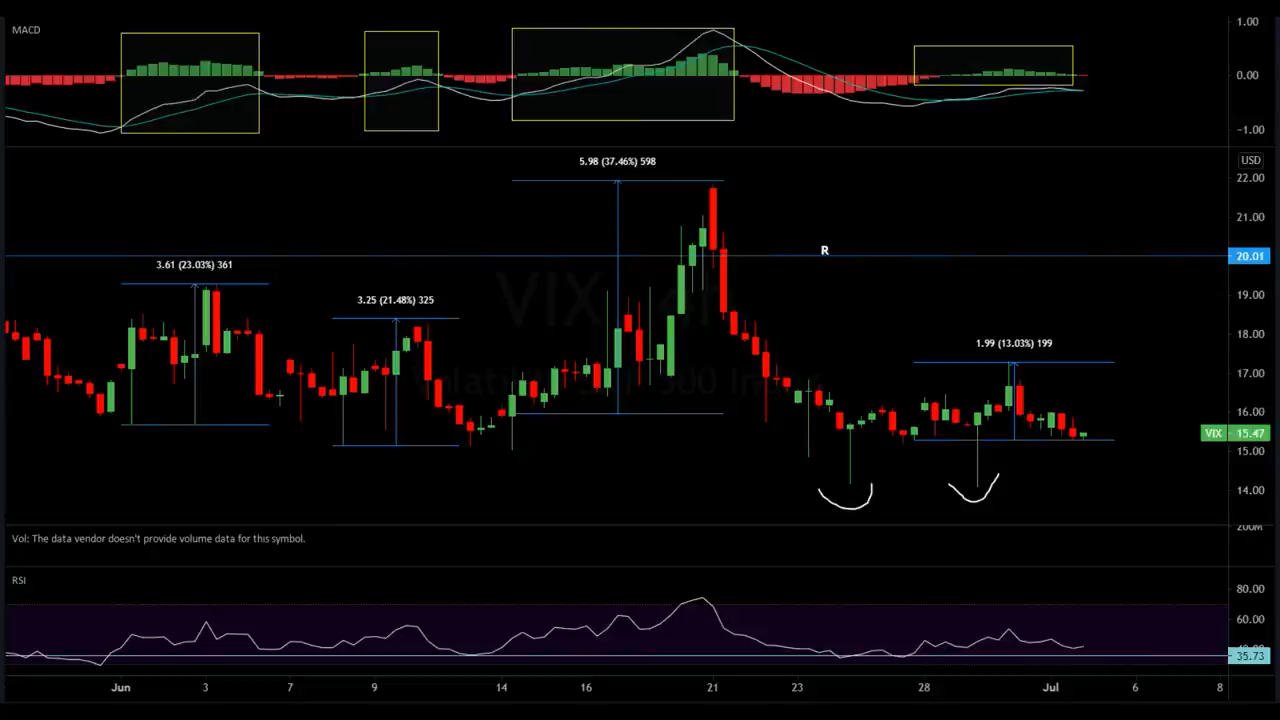 MACD
1.00
0.00
−1.00
USD
5.98 (37.46%) 598
22.00
21.00
R
20.01
3.61 (23.03%) 361
3.25 (21.48%) 325
19.00
18.00
1.99 (13.03%) 199
17.00
16.00
VIX 15.47
15.00
14.00
200M
Vol: The data vendor doesn't provide volume data for this symbol.
RSI
80.00
60.00
35.73
Jun 3 7 9 14 16 21 23 28 Jul 6 8